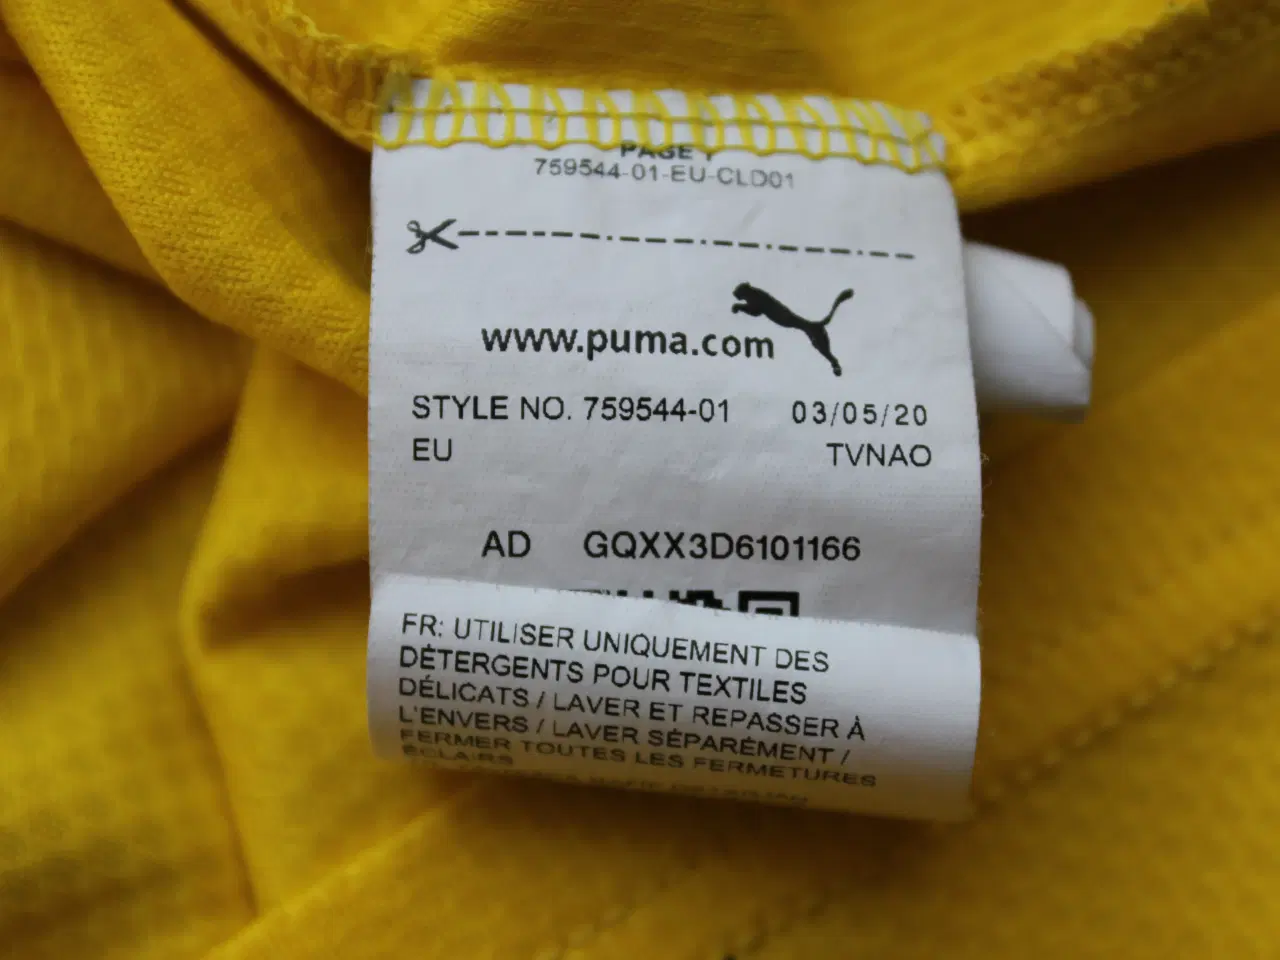 PAGE 1
759544-01-EU-CLD01
www.puma.com
STYLE NO. 759544-01 03/05/20
EU TVNAO
AD GQXX3D6101166
FR: UTILISER UNIQUEMENT DES
DÉTERGENTS POUR TEXTILES
DÉLICATS / LAVER ET REPASSER À
L'ENVERS / LAVER SÉPARÉMENT /
FERMER TOUTES LES FERMETURES
ÉCLAIRS